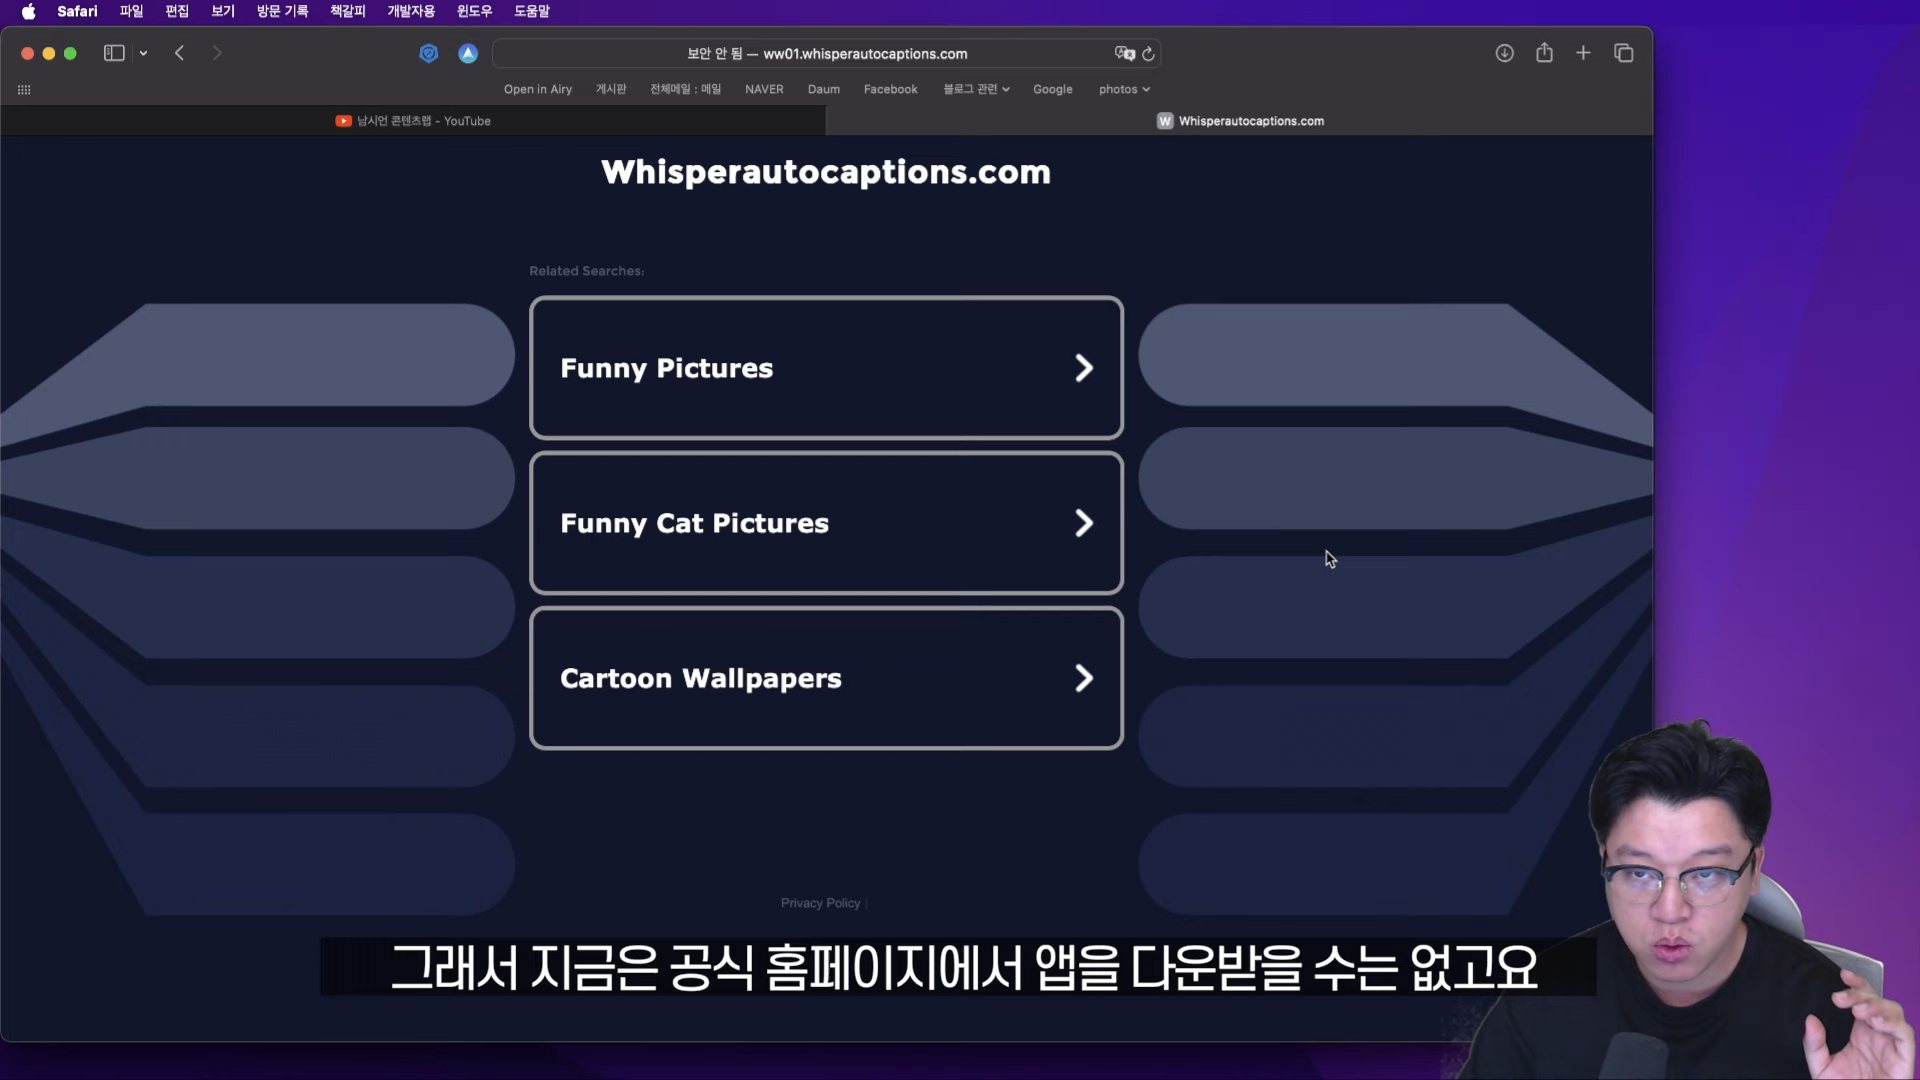 Safari 파일 편집 보기 방문 기록 책갈피 개발자용 윈도우 도움말
보안 안 됨 — ww01.whisperautocaptions.com
Open in Airy 게시판 전체메일 : 메일 NAVER Daum Facebook 블로그 관련 Google photos
남시언 콘텐츠랩 - YouTube
W Whisperautocaptions.com
Whisperautocaptions.com
Related Searches:
Funny Pictures
Funny Cat Pictures
Cartoon Wallpapers
Privacy Policy |
그래서 지금은 공식 홈페이지에서 앱을 다운받을 수는 없고요